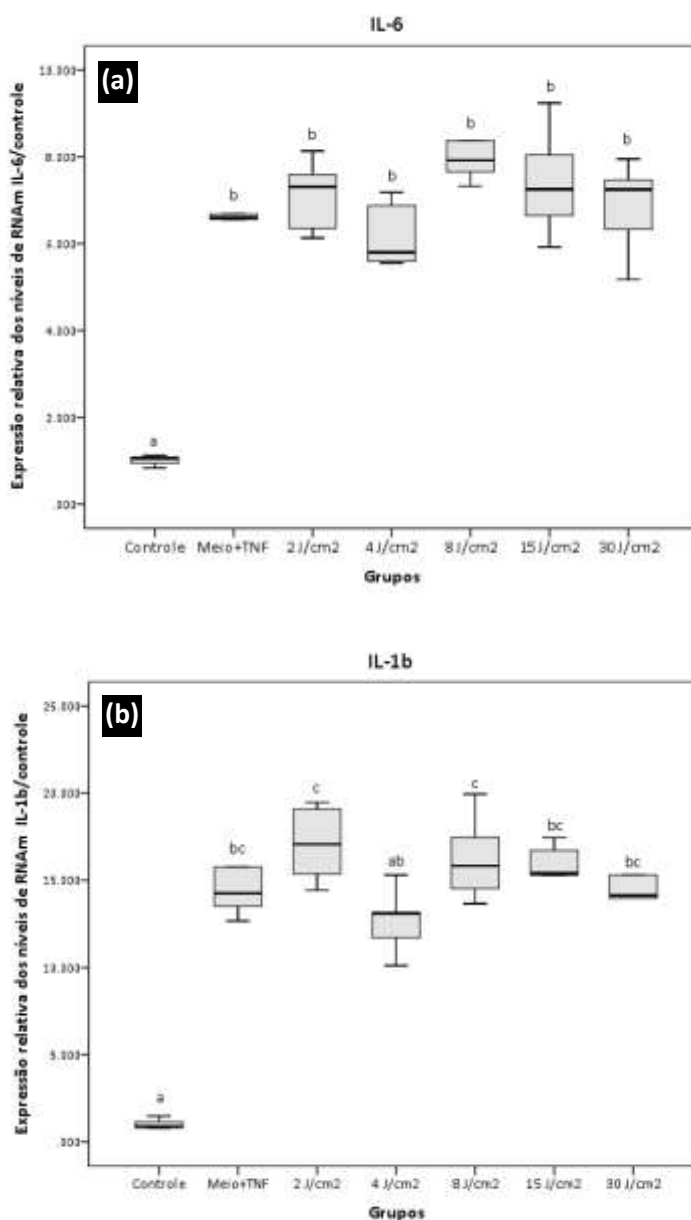 IL-6
(a)
Expressão relativa dos níveis de RNAm IL-6/controle
10.000
8.000
6.000
4.000
2.000
.000
a
b
b
b
b
b
b
Controle Meio+TNF 2 J/cm2 4 J/cm2 8 J/cm2 15 J/cm2 30 J/cm2
Grupos
IL-1b
(b)
Expressão relativa dos níveis de RNAm IL-1b/controle
25.000
20.000
15.000
10.000
5.000
.000
a
bc
c
ab
c
bc
bc
Controle Meio+TNF 2 J/cm2 4 J/cm2 8 J/cm2 15 J/cm2 30 J/cm2
Grupos